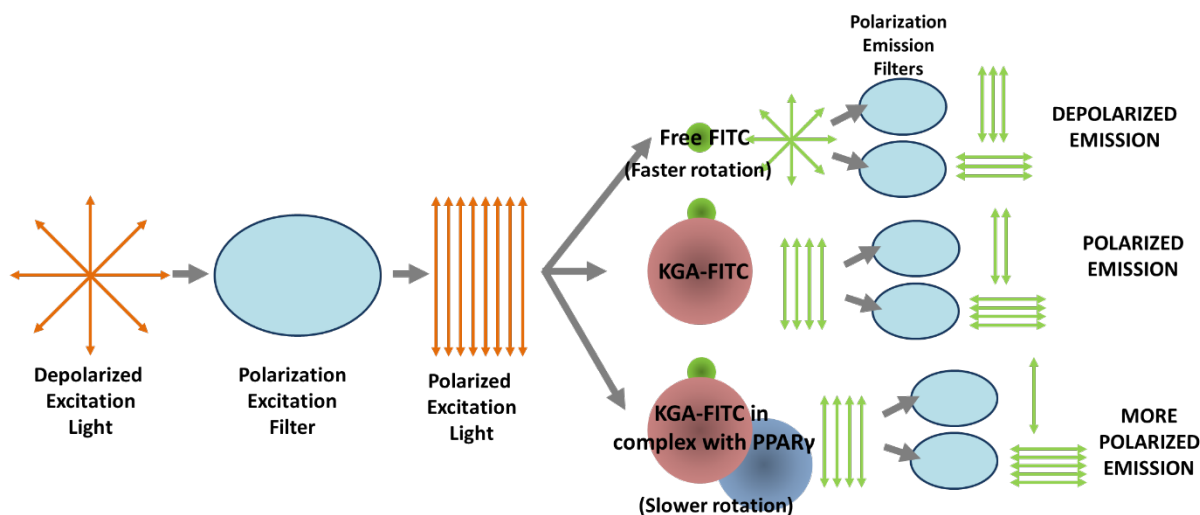 Depolarized
Excitation
Light
Polarization
Excitation
Filter
Polarized
Excitation
Light
Polarization
Emission
Filters
Free FITC
(Faster rotation)
DEPOLARIZED
EMISSION
KGA-FITC
POLARIZED
EMISSION
KGA-FITC in
complex with PPARγ
(Slower rotation)
MORE
POLARIZED
EMISSION